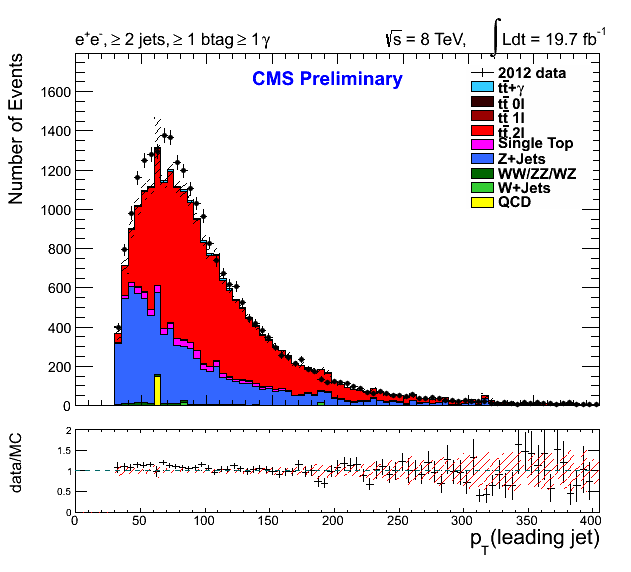 e⁺e⁻, ≥ 2 jets, ≥ 1 btag ≥ 1 γ
√s = 8 TeV, ∫ Ldt = 19.7 fb⁻¹
CMS Preliminary
2012 data
tt̄+γ
tt̄ 0l
tt̄ 1l
tt̄ 2l
Single Top
Z+Jets
WW/ZZ/WZ
W+Jets
QCD
Number of Events
1600
1400
1200
1000
800
600
400
200
0
data/MC
2
1.5
1
0.5
0
0 50 100 150 200 250 300 350 400
p_T(leading jet)